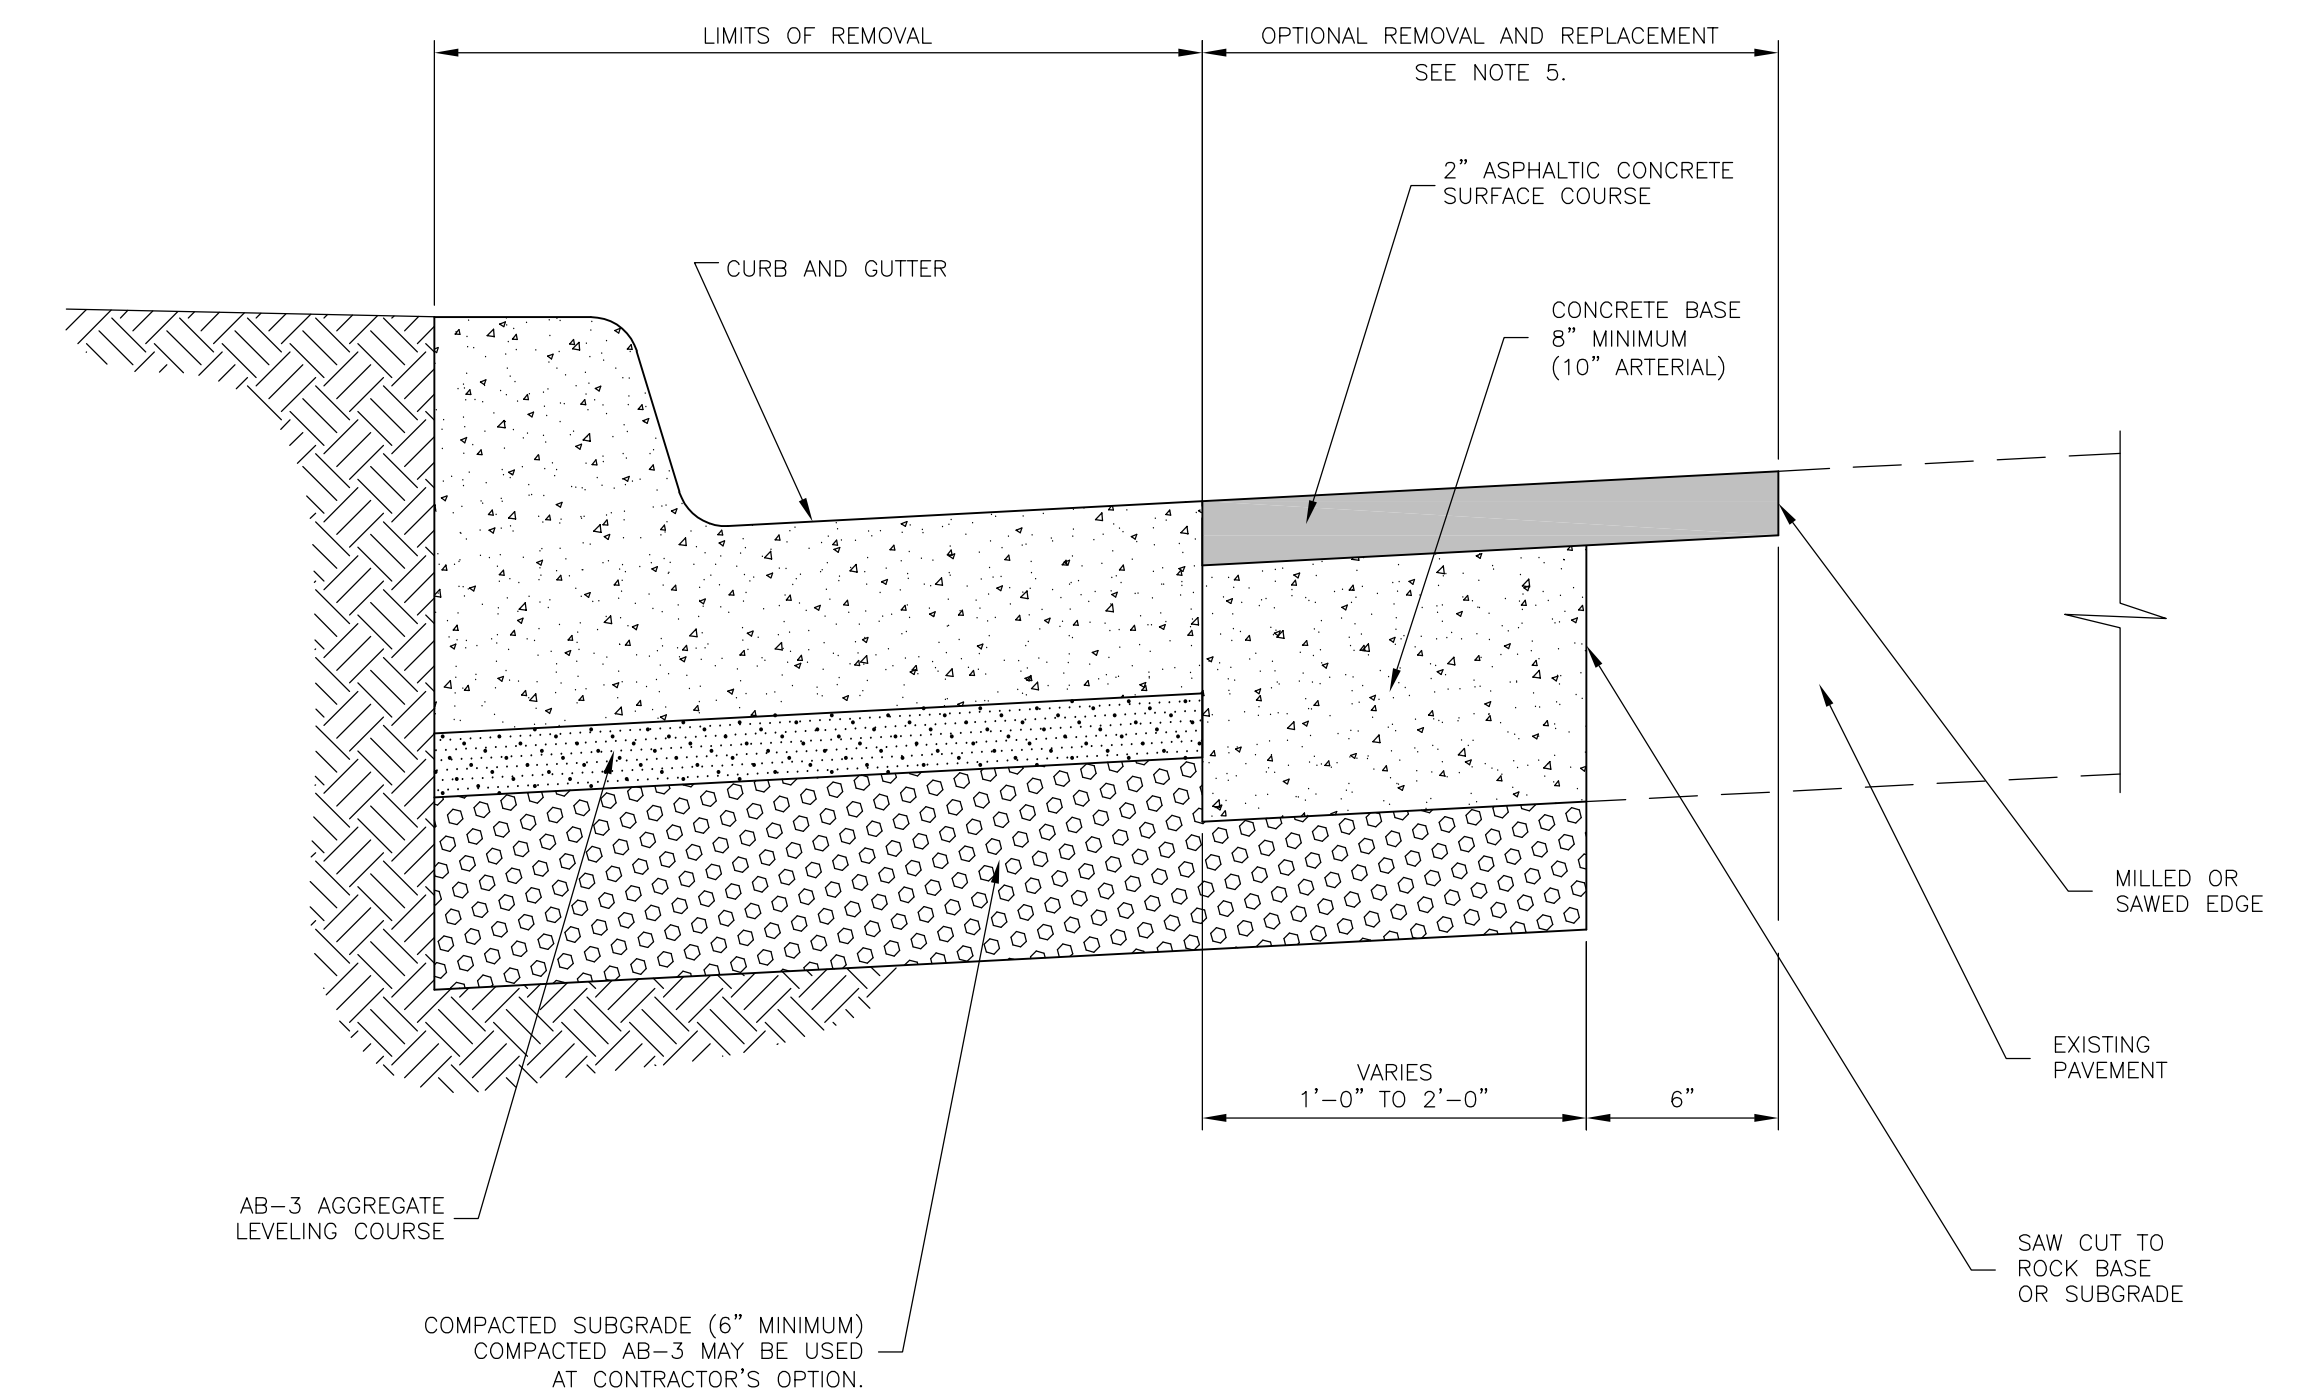 LIMITS OF REMOVAL
OPTIONAL REMOVAL AND REPLACEMENT
SEE NOTE 5.
2” ASPHALTIC CONCRETE
SURFACE COURSE
CURB AND GUTTER
CONCRETE BASE
8” MINIMUM
(10” ARTERIAL)
MILLED OR
SAWED EDGE
EXISTING
PAVEMENT
VARIES
1’-0” TO 2’-0”
6”
AB-3 AGGREGATE
LEVELING COURSE
SAW CUT TO
ROCK BASE
OR SUBGRADE
COMPACTED SUBGRADE (6” MINIMUM)
COMPACTED AB-3 MAY BE USED
AT CONTRACTOR’S OPTION.